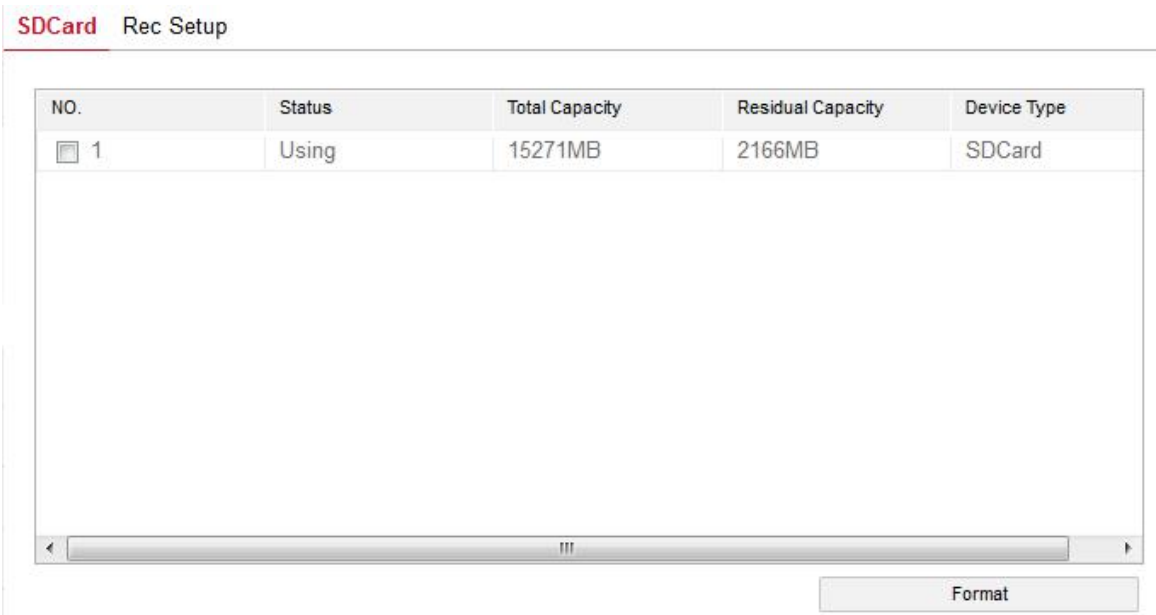 SDCard Rec Setup
NO. Status Total Capacity Residual Capacity Device Type
1 Using 15271MB 2166MB SDCard
Format